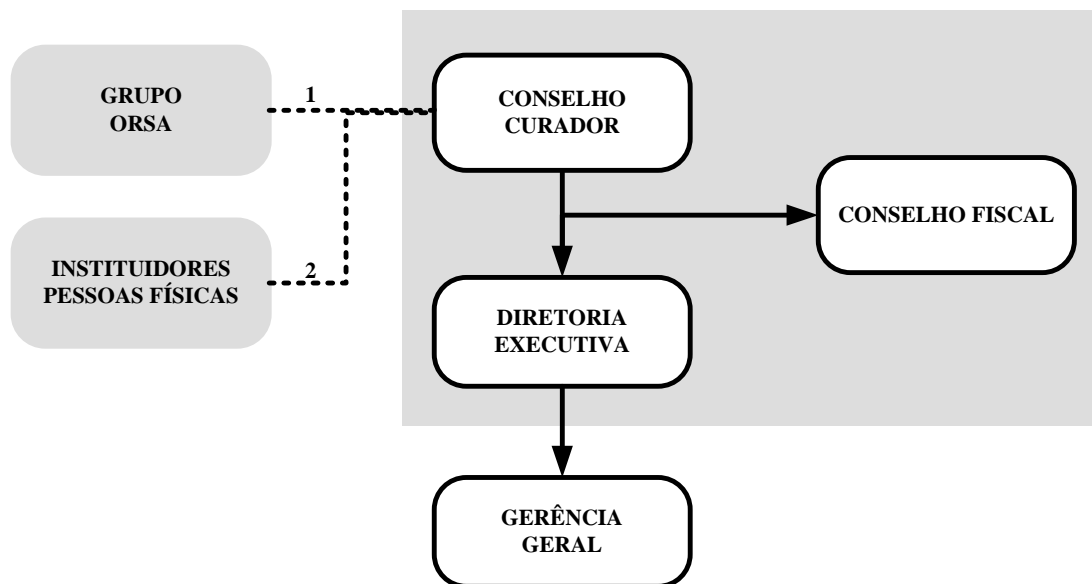 GRUPO
ORSA
1
CONSELHO
CURADOR
CONSELHO FISCAL
INSTITUIDORES
PESSOAS FÍSICAS
2
DIRETORIA
EXECUTIVA
GERÊNCIA
GERAL